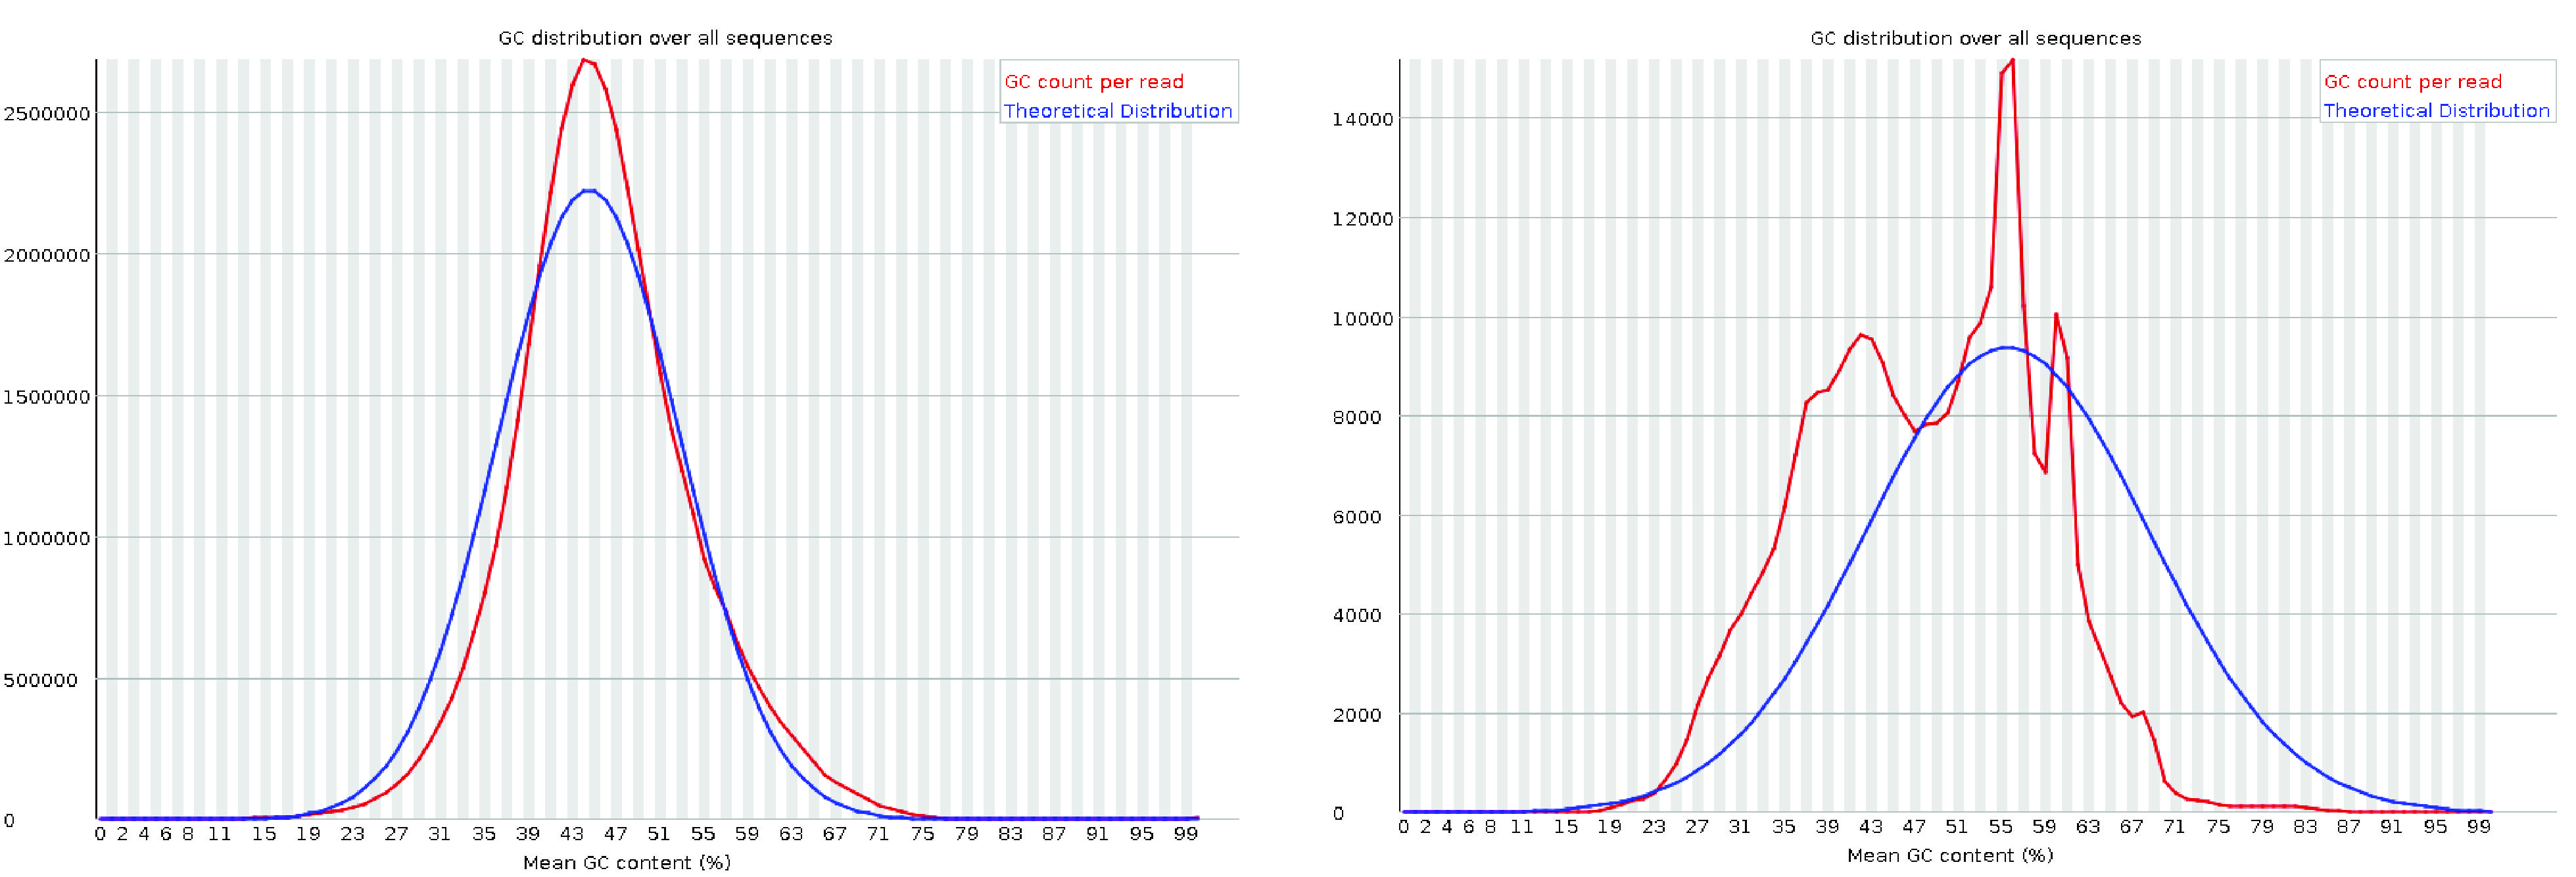 GC distribution over all sequences
GC count per read
Theoretical Distribution
2500000
2000000
1500000
1000000
500000
0
0 2 4 6 8 11 15 19 23 27 31 35 39 43 47 51 55 59 63 67 71 75 79 83 87 91 95 99
Mean GC content (%)
GC distribution over all sequences
GC count per read
Theoretical Distribution
14000
12000
10000
8000
6000
4000
2000
0
0 2 4 6 8 11 15 19 23 27 31 35 39 43 47 51 55 59 63 67 71 75 79 83 87 91 95 99
Mean GC content (%)